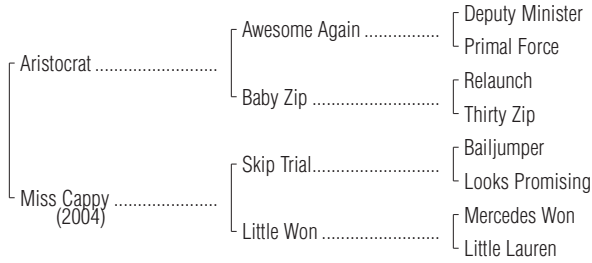 Aristocrat ........................
Miss Cappy ....................
(2004)
Awesome Again ...............
Baby Zip .........................
Skip Trial.........................
Little Won .......................
Deputy Minister
Primal Force
Relaunch
Thirty Zip
Bailjumper
Looks Promising
Mercedes Won
Little Lauren